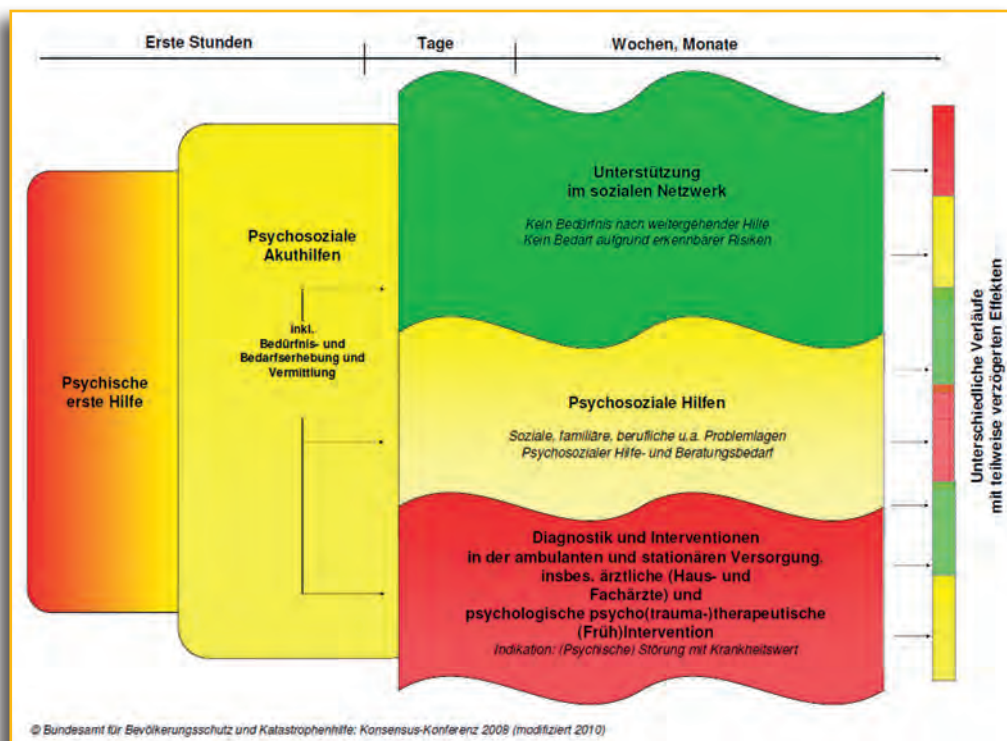 Erste Stunden Tage Wochen, Monate
Unterstützung
im sozialen Netzwerk
Kein Bedürfnis nach weitergehender Hilfe
Kein Bedarf aufgrund erkennbarer Risiken
Psychosoziale
Akuthilfen
inkl.
Bedürfnis- und
Bedarfserhebung und
Vermittlung
Psychische
erste Hilfe
Psychosoziale Hilfen
Soziale, familiäre, berufliche u.a. Problemlagen
Psychosozialer Hilfe- und Beratungsbedarf
Diagnostik und Interventionen
in der ambulanten und stationären Versorgung,
insbes. ärztliche (Haus- und
Fachärzte) und
psychologische psycho(trauma-)therapeutische
(Früh)Intervention
Indikation: (Psychische) Störung mit Krankheitswert
Unterschiedliche Verläufe
mit teilweise verzögerten Effekten
© Bundesamt für Bevölkerungsschutz und Katastrophenhilfe: Konsensus-Konferenz 2008 (modifiziert 2010)